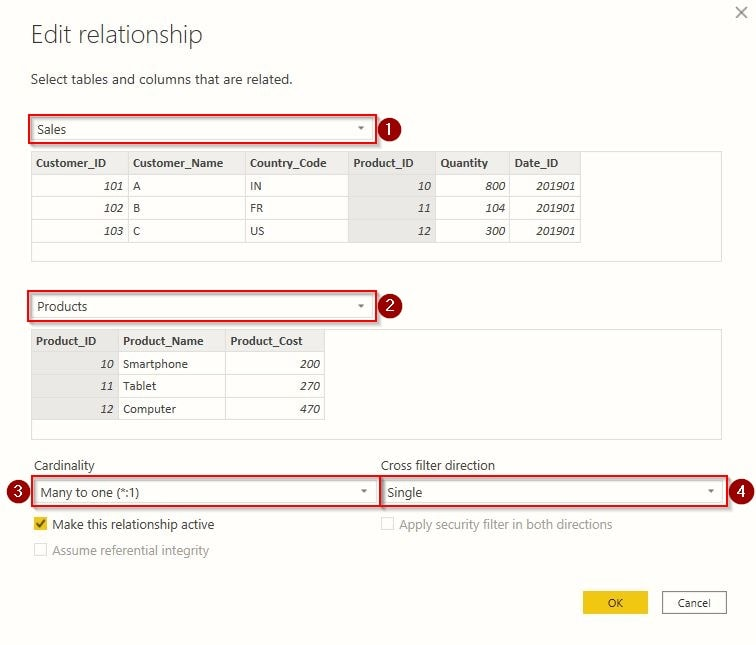 Edit relationship
Select tables and columns that are related.
Sales 1
Customer_ID Customer_Name Country_Code Product_ID Quantity Date_ID
101 A IN 10 800 201901
102 B FR 11 104 201901
103 C US 12 300 201901
Products 2
Product_ID Product_Name Product_Cost
10 Smartphone 200
11 Tablet 270
12 Computer 470
Cardinality Cross filter direction
3 Many to one (*:1) Single 4
Make this relationship active Apply security filter in both directions
Assume referential integrity
OK Cancel